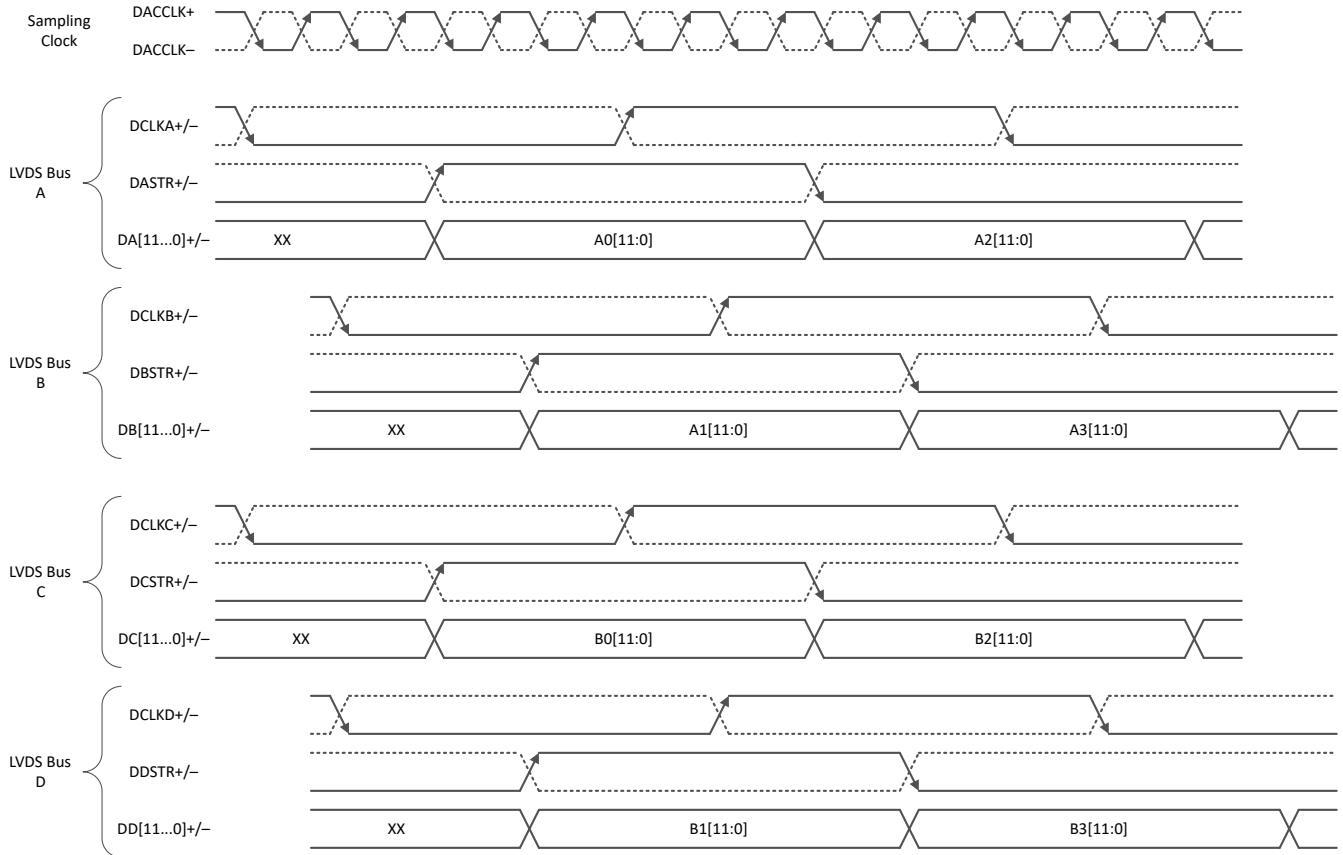 Sampling
Clock
DACCLK+
DACCLK–
LVDS Bus
A
DCLKA+/–
DASTR+/–
DA[11...0]+/–
XX
A0[11:0]
A2[11:0]
LVDS Bus
B
DCLKB+/–
DBSTR+/–
DB[11...0]+/–
XX
A1[11:0]
A3[11:0]
LVDS Bus
C
DCLKC+/–
DCSTR+/–
DC[11...0]+/–
XX
B0[11:0]
B2[11:0]
LVDS Bus
D
DCLKD+/–
DDSTR+/–
DD[11...0]+/–
XX
B1[11:0]
B3[11:0]